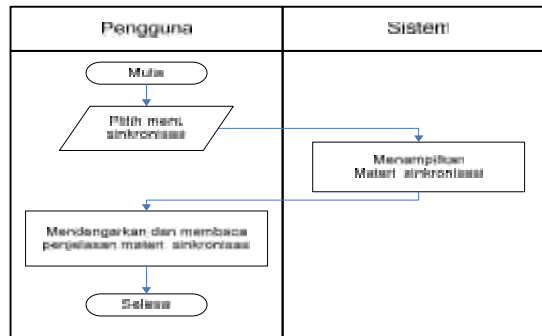 Pengguna
Sistem
Mulai
Pilih menu
sinkronisasi
Menampilkan
Materi sinkronisasi
Mendengarkan dan membaca
penjelasan materi sinkronisasi
Selesai